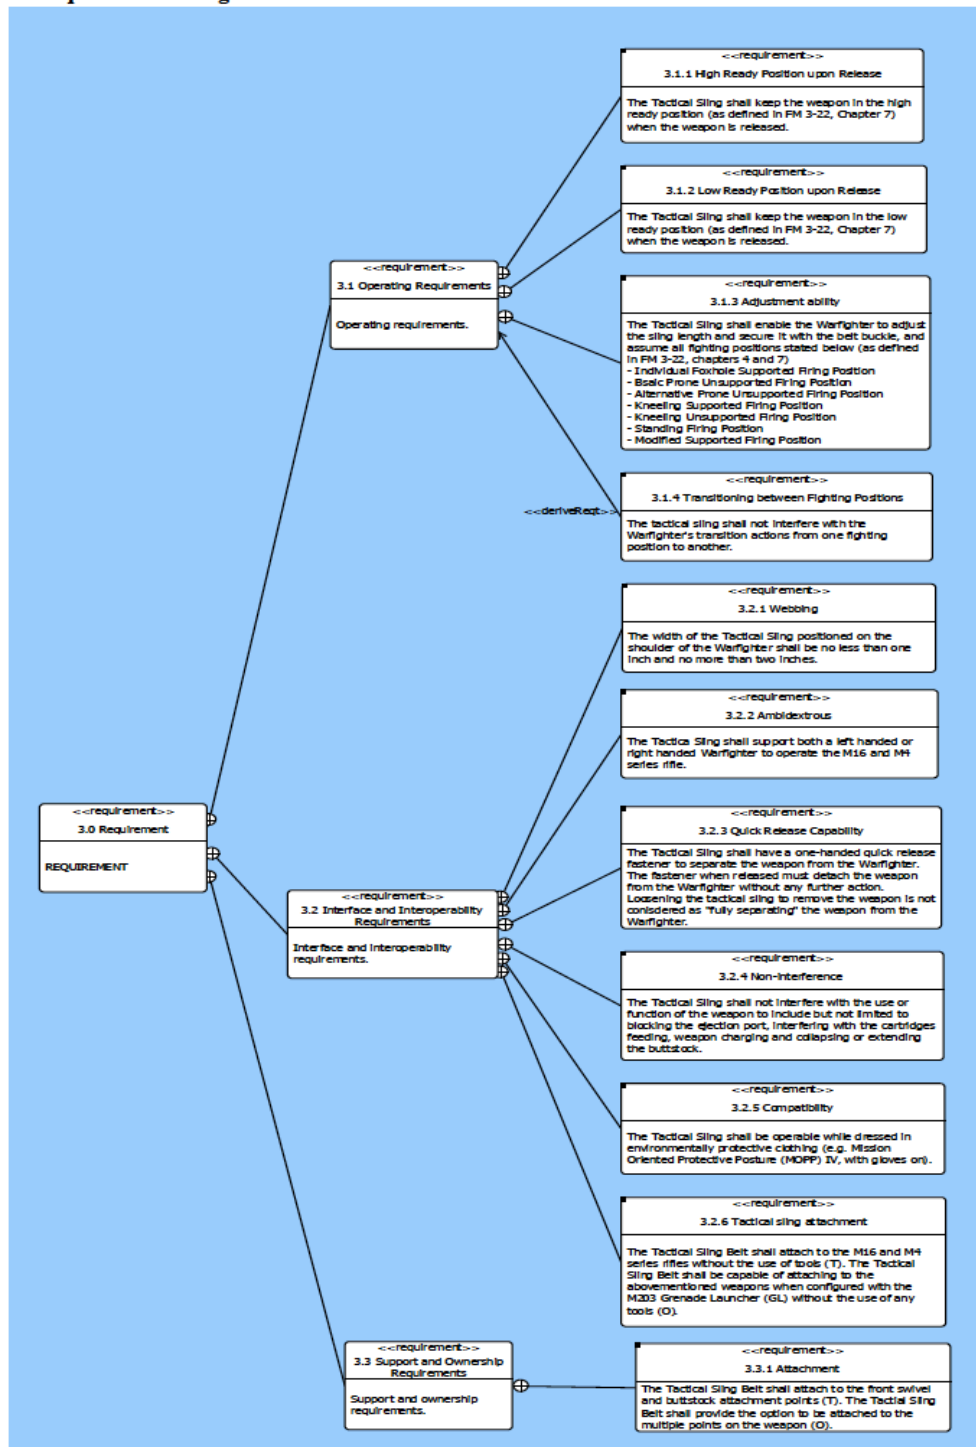 <<requirement>>
3.1.1 High Ready Position upon Release
The Tactical Sling shall keep the weapon in the high
ready position (as defined in FM 3-22, Chapter 7)
when the weapon is released.
<<requirement>>
3.1.2 Low Ready Position upon Release
The Tactical Sling shall keep the weapon in the low
ready position (as defined in FM 3-22, Chapter 7)
when the weapon is released.
<<requirement>>
3.1 Operating Requirements
Operating requirements.
<<requirement>>
3.1.3 Adjustment ability
The Tactical Sling shall enable the Warfighter to adjust
the sling length and secure it with the belt buckle, and
assume all fighting positions stated below (as defined
in FM 3-22, chapters 4 and 7)
- Individual Foxhole Supported Firing Position
- Bsaic Prone Unsupported Firing Position
- Alternative Prone Unsupported Firing Position
- Kneeling Supported Firing Position
- Kneeling Unsupported Firing Position
- Standing Firing Position
- Modified Supported Firing Position
<<requirement>>
3.1.4 Transitioning between Fighting Positions
<<deriveReqt>>
The tactical sling shall not interfere with the
Warfighter's transition actions from one fighting
position to another.
<<requirement>>
3.2.1 Webbing
The width of the Tactical Sling positioned on the
shoulder of the Warfighter shall be no less than one
inch and no more than two inches.
<<requirement>>
3.2.2 Ambidextrous
The Tactica Sling shall support both a left handed or
right handed Warfighter to operate the M16 and M4
series rifle.
<<requirement>>
3.0 Requirement
REQUIREMENT
<<requirement>>
3.2.3 Quick Release Capability
The Tactical Sling shall have a one-handed quick release
fastener to separate the weapon from the Warfighter.
The fastener when released must detach the weapon
from the Warfighter without any further action.
Loosening the tactical sling to remove the weapon is not
conisdered as "fully separating" the weapon from the
Warfighter.
<<requirement>>
3.2 Interface and Interoperability
Requirements
Interface and interoperability
requirements.
<<requirement>>
3.2.4 Non-interference
The Tactical Sling shall not interfere with the use or
function of the weapon to include but not limited to
blocking the ejection port, interfering with the cartridges
feeding, weapon charging and collapsing or extending
the buttstock.
<<requirement>>
3.2.5 Compatibility
The Tactical Sling shall be operable while dressed in
environmentally protective clothing (e.g. Mission
Oriented Protective Posture (MOPP) IV, with gloves on).
<<requirement>>
3.2.6 Tactical sling attachment
The Tactical Sling Belt shall attach to the M16 and M4
series rifles without the use of tools (T). The Tactical
Sling Belt shall be capable of attaching to the
abovementioned weapons when configured with the
M203 Grenade Launcher (GL) without the use of any
tools (O).
<<requirement>>
3.3 Support and Ownership
Requirements
Support and ownership
requirements.
<<requirement>>
3.3.1 Attachment
The Tactical Sling Belt shall attach to the front swivel
and buttstock attachment points (T). The Tactial Sling
Belt shall provide the option to be attached to the
multiple points on the weapon (O).